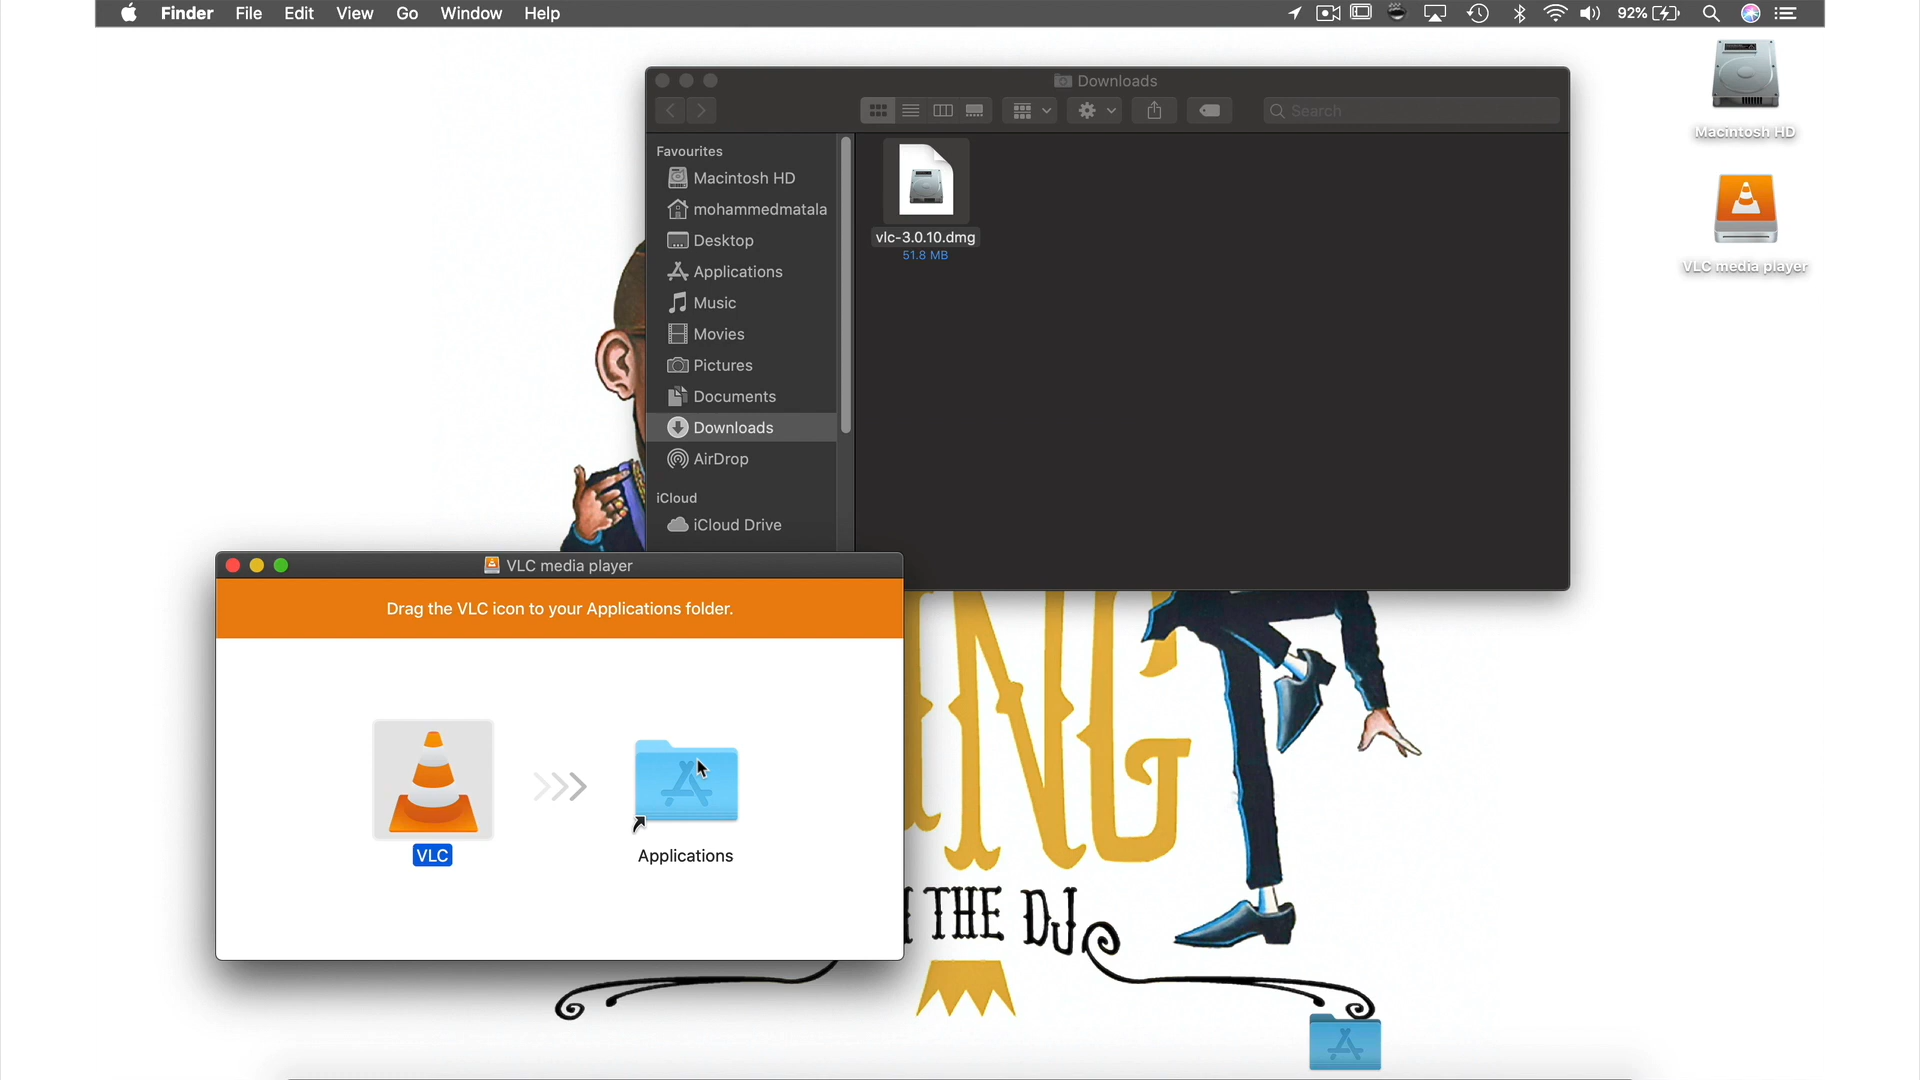 Finder File Edit View Go Window Help
92%
Downloads
Search
Favourites
Macintosh HD
mohammedmatala
Desktop
Applications
Music
Movies
Pictures
Documents
Downloads
AirDrop
iCloud
iCloud Drive
vlc-3.0.10.dmg
51.8 MB
Macintosh HD
VLC media player
VLC media player
Drag the VLC icon to your Applications folder.
VLC
Applications
THE DJ